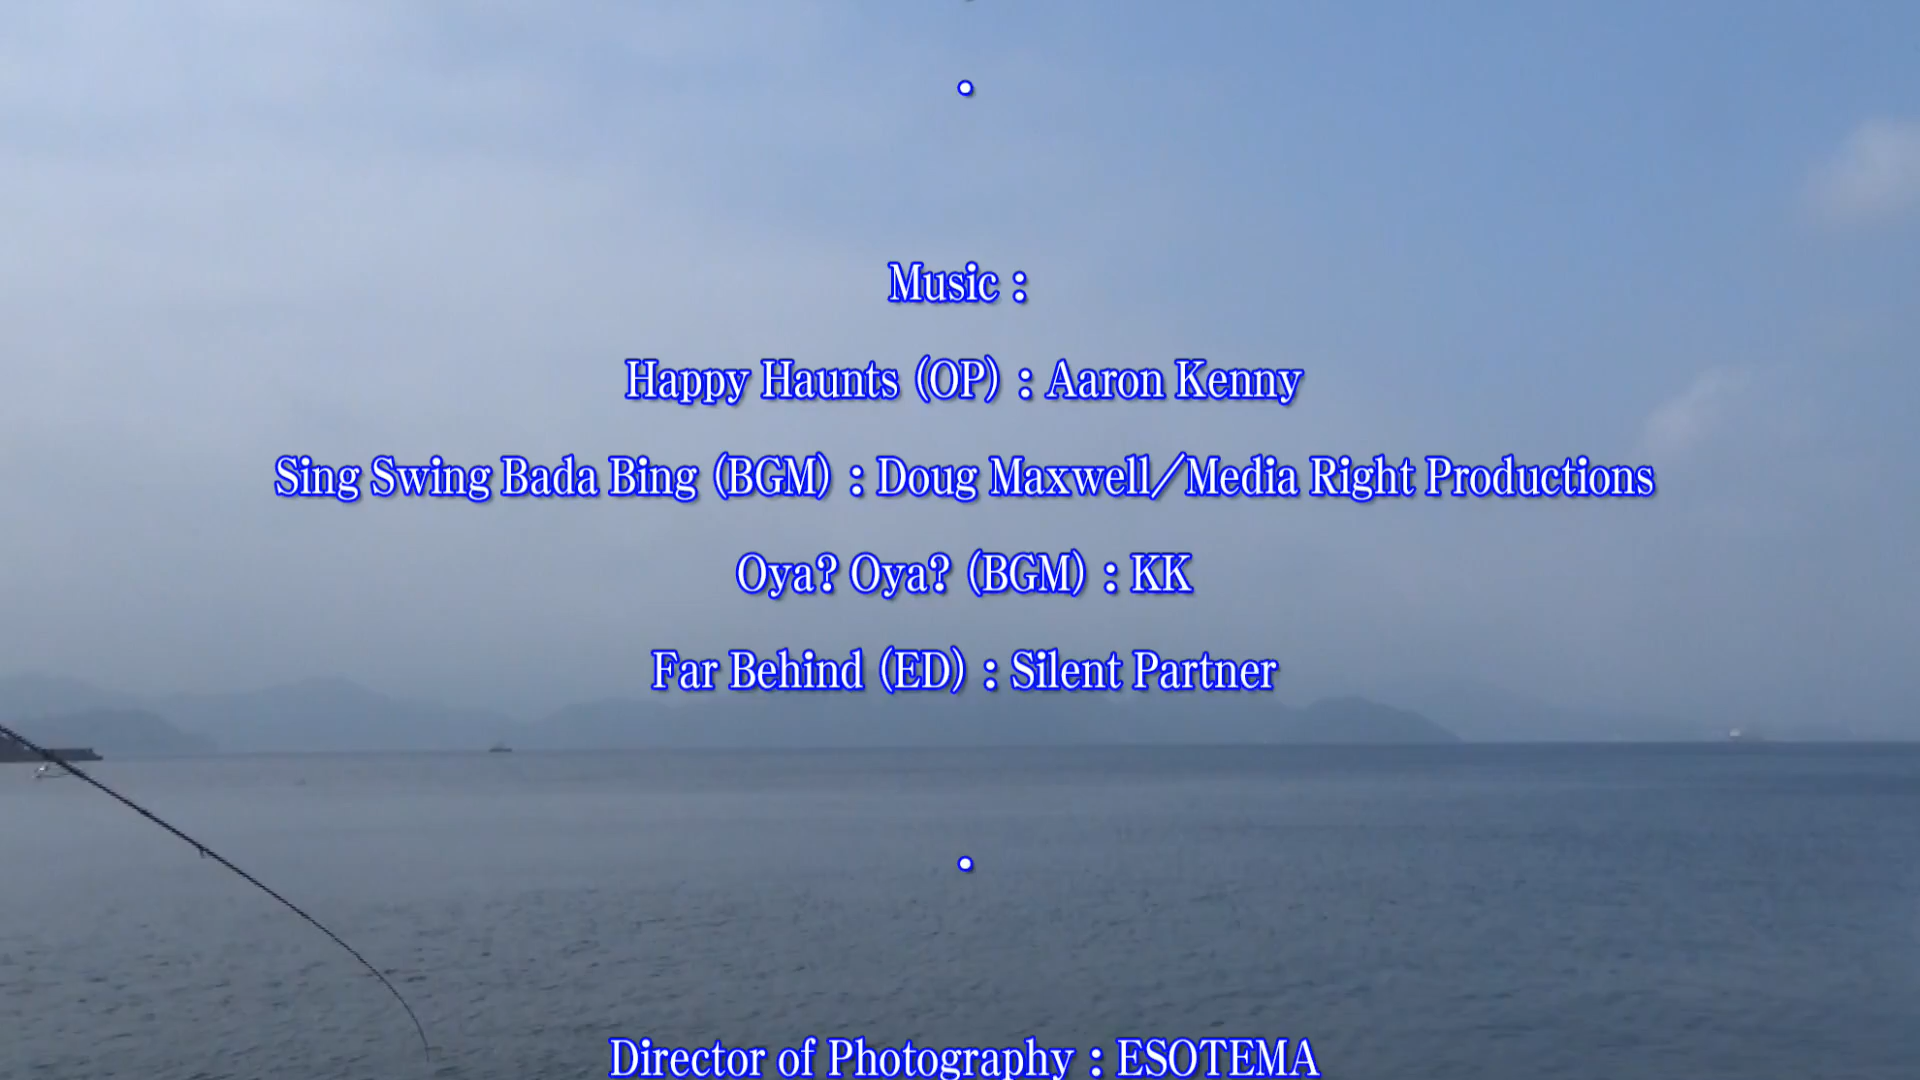 Music :
Happy Haunts (OP) : Aaron Kenny
Sing Swing Bada Bing (BGM) : Doug Maxwell/Media Right Productions
Oya? Oya? (BGM) : KK
Far Behind (ED) : Silent Partner
Director of Photography : ESOTEMA